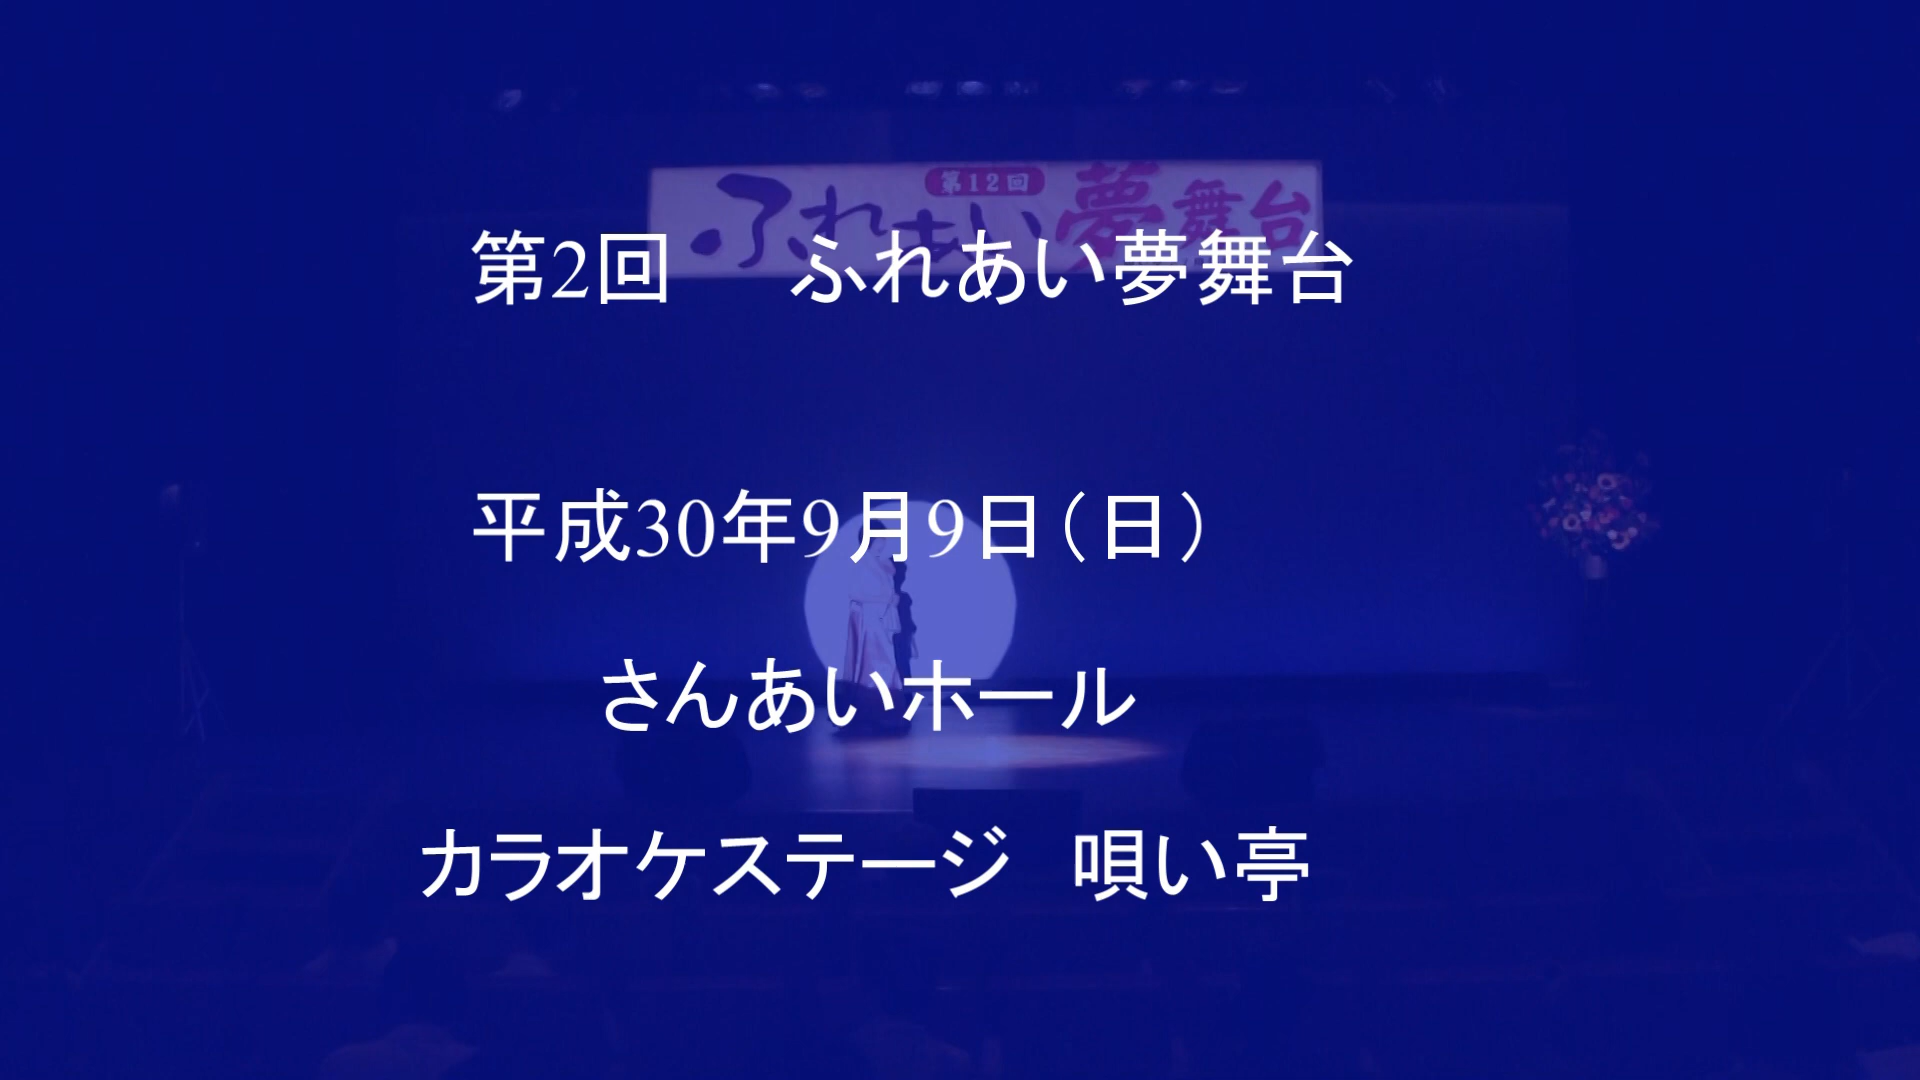 第12回
ふれあい夢舞台
第2回　ふれあい夢舞台
平成30年9月9日（日）
さんあいホール
カラオケステージ　唄い亭